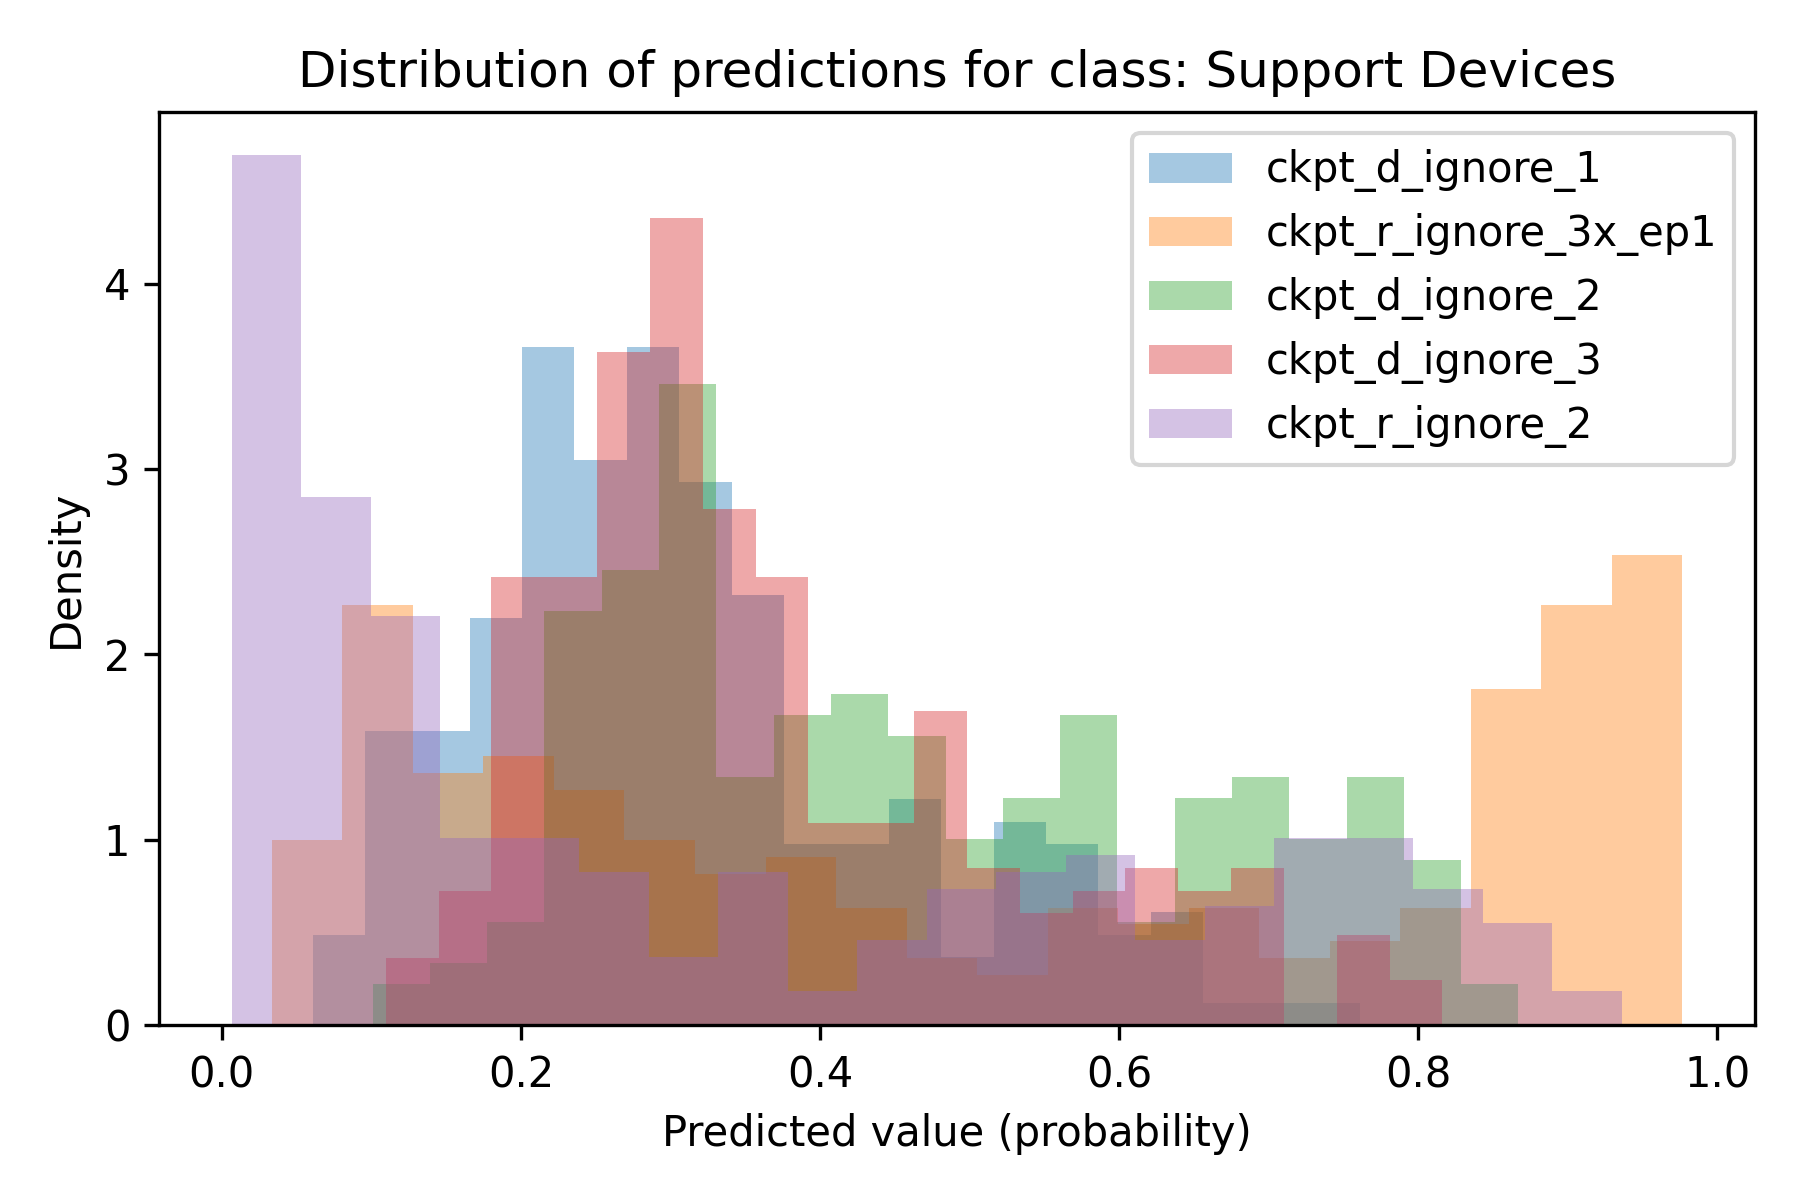 Distribution of predictions for class: Support Devices
ckpt_d_ignore_1
ckpt_r_ignore_3x_ep1
ckpt_d_ignore_2
ckpt_d_ignore_3
ckpt_r_ignore_2
Density
4
3
2
1
0
0.0 0.2 0.4 0.6 0.8 1.0
Predicted value (probability)